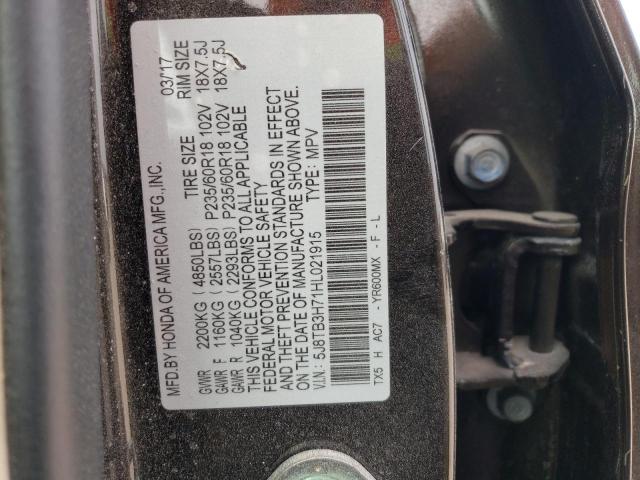 MFD.BY HONDA OF AMERICA MFG.,INC. 03/17
TIRE SIZE RIM SIZE
GVWR 2200KG ( 4850LBS)
GAWR F 1160KG ( 2557LBS) P235/60R18 102V 18X7.5J
GAWR R 1040KG ( 2293LBS) P235/60R18 102V 18X7.5J
THIS VEHICLE CONFORMS TO ALL APPLICABLE
FEDERAL MOTOR VEHICLE SAFETY
AND THEFT PREVENTION STANDARDS IN EFFECT
ON THE DATE OF MANUFACTURE SHOWN ABOVE.
V.I.N.: 5J8TB3H71HL021915 TYPE: MPV
TX5 H AC7 - YR600MX - F - L